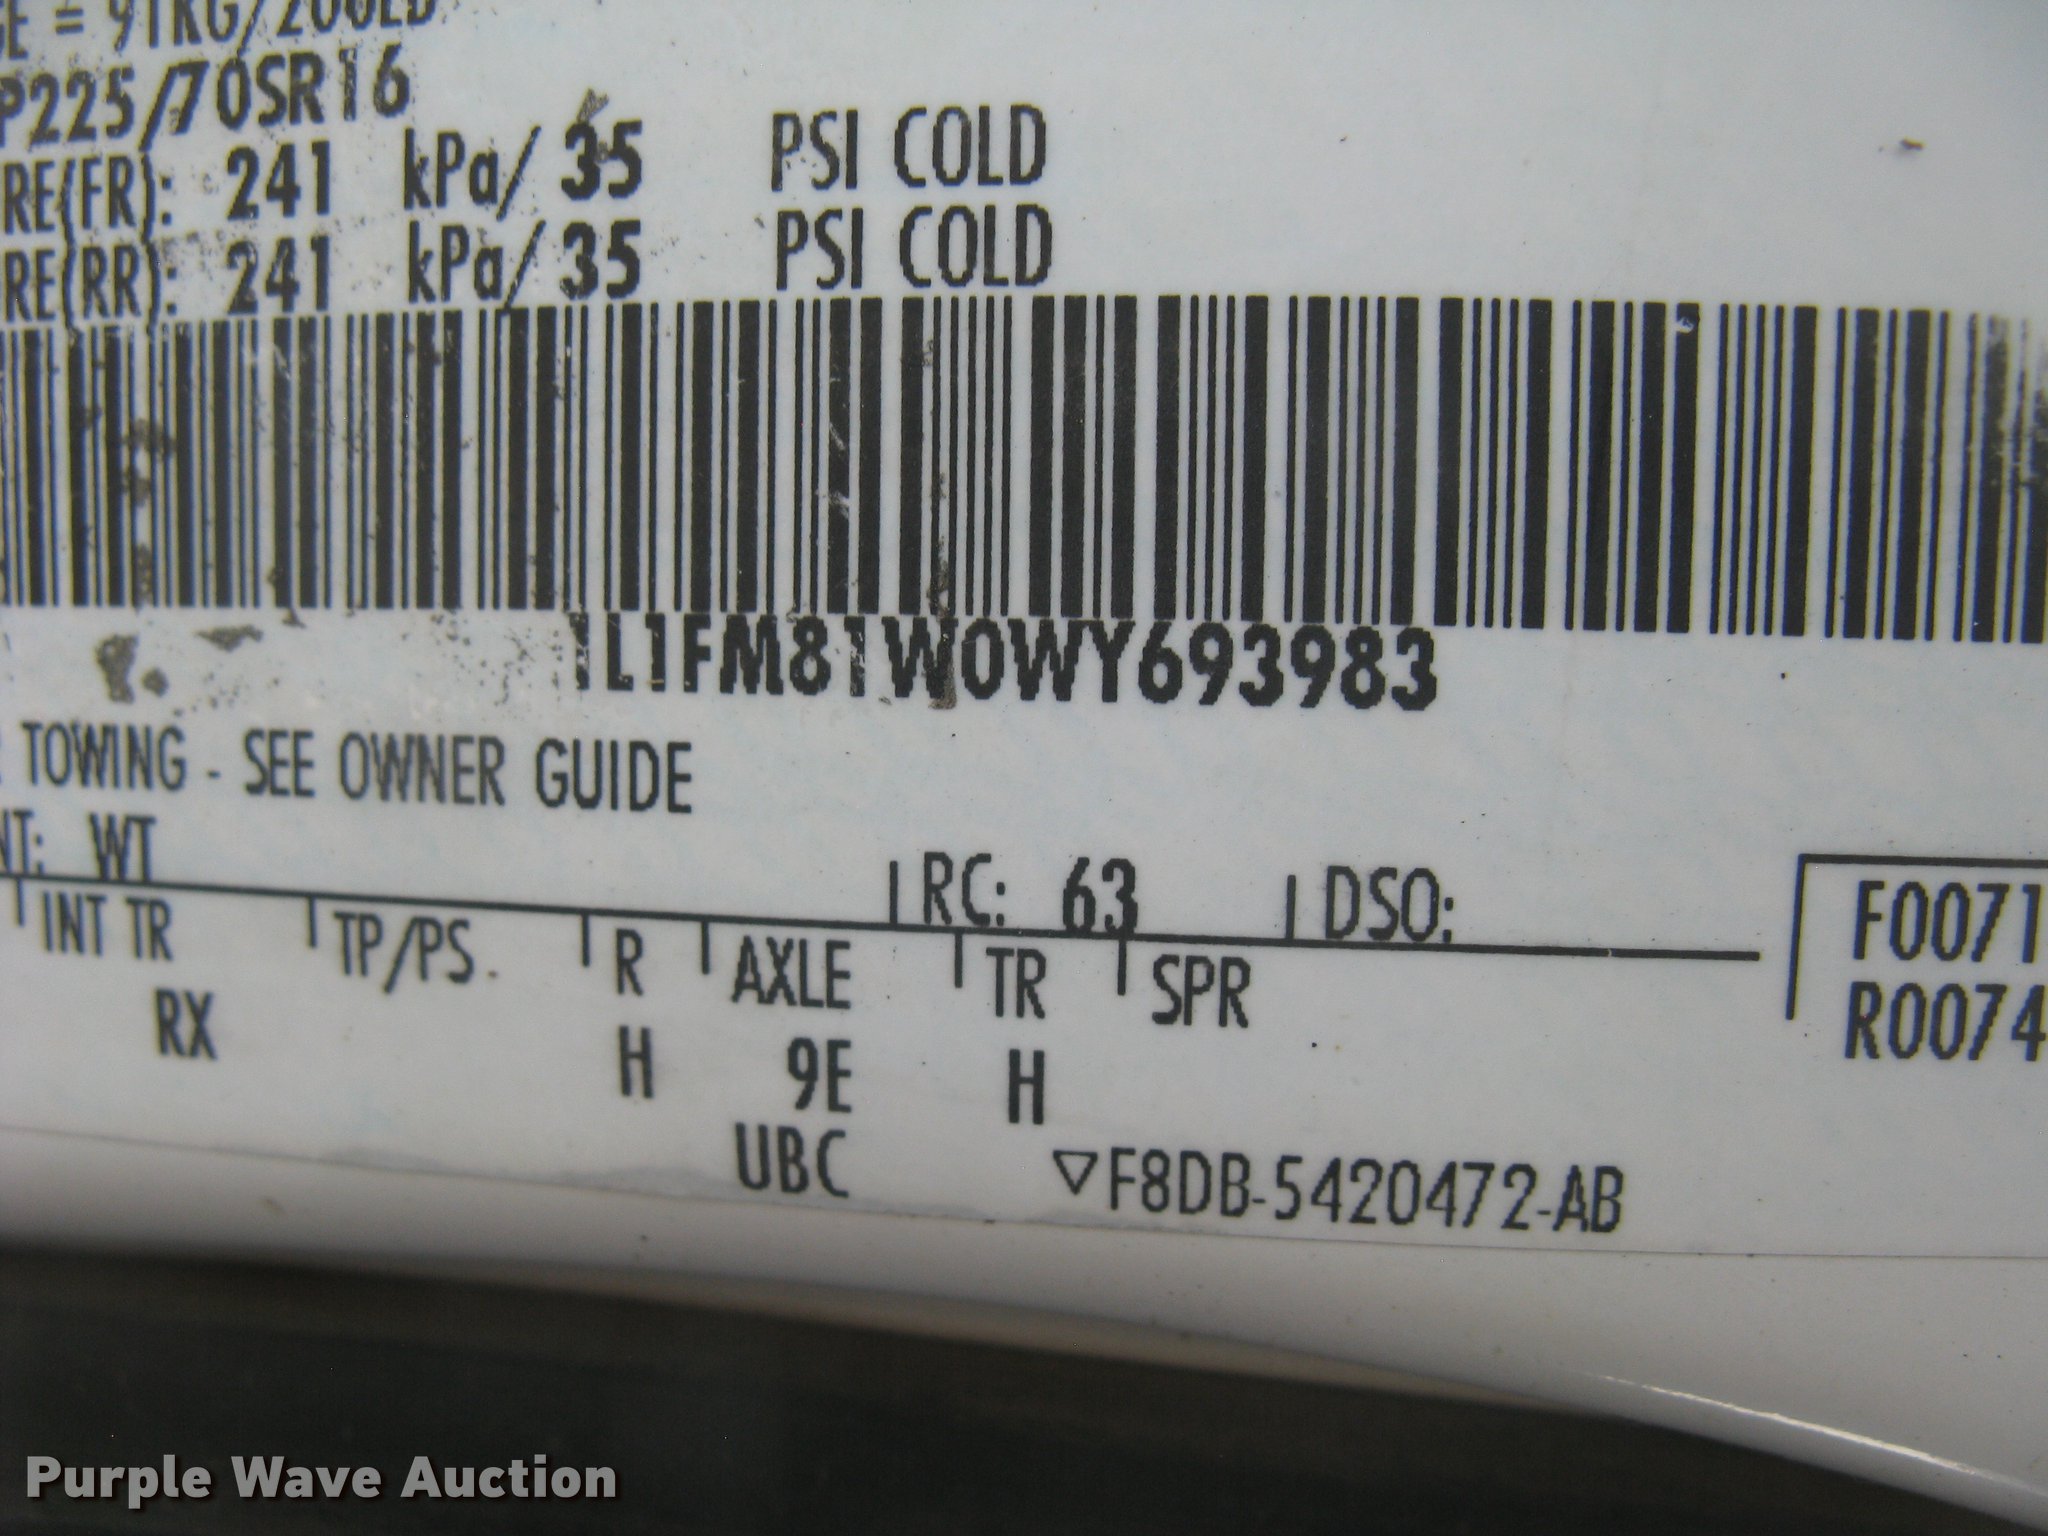 = 91KG/200LB
P225/70SR16
RE(FR): 241 kPa/ 35 PSI COLD
RE(RR): 241 kPa/ 35 PSI COLD
1L1FM81W0WY693983
R TOWING - SEE OWNER GUIDE
NT: WT
RC: 63 DSO:
INT TR TP/PS R AXLE TR SPR
F0071
R0074
RX H 9E H
UBC
▽F8DB-5420472-AB
Purple Wave Auction